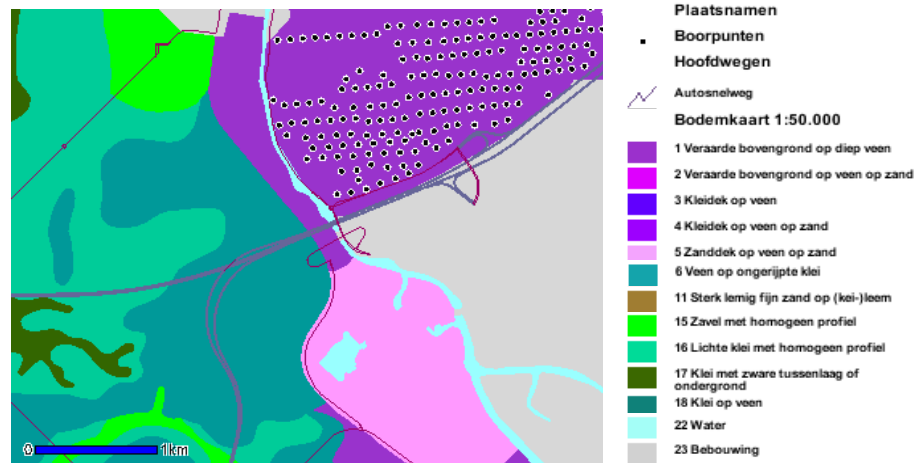 Plaatsnamen
Boorpunten
Hoofdwegen
Autosnelweg
Bodemkaart 1:50.000
1 Veraarde bovengrond op diep veen
2 Veraarde bovengrond op veen op zand
3 Kleidek op veen
4 Kleidek op veen op zand
5 Zanddek op veen op zand
6 Veen op ongerijpte klei
11 Sterk lemig fijn zand op (kei-)leem
15 Zavel met homogeen profiel
16 Lichte klei met homogeen profiel
17 Klei met zware tussenlaag of
ondergrond
18 Klei op veen
22 Water
23 Bebouwing
0 1km